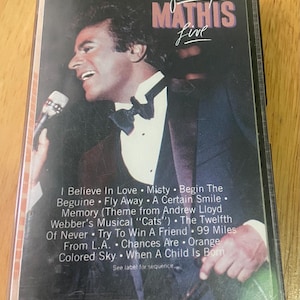 MATHIS
Live
I Believe In Love • Misty • Begin The
Beguine • Fly Away • A Certain Smile •
Memory (Theme from Andrew Lloyd
Webber's Musical "Cats") • The Twelfth
Of Never • Try To Win A Friend • 99 Miles
From L.A. • Chances Are • Orange
Colored Sky • When A Child Is Born
See label for sequence